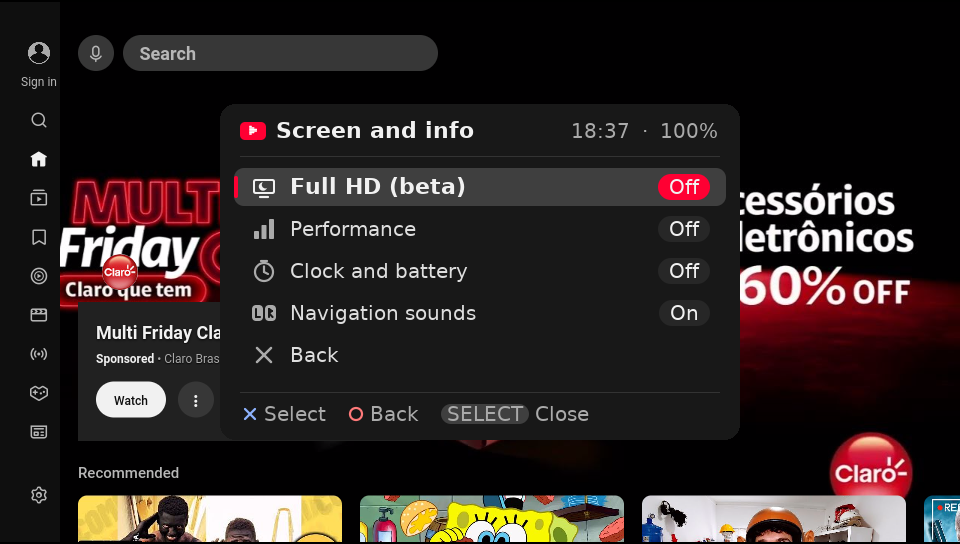 Search
Sign in
Screen and info
18:37 · 100%
Full HD (beta)
Off
Performance
Off
Clock and battery
Off
Navigation sounds
On
Back
Select
Back
SELECT Close
MULT
Friday
Claro
Claro que tem
cessórios
letrônicos
60% OFF
Multi Friday Cla
Sponsored • Claro Bras
Watch
Claro
Recommended